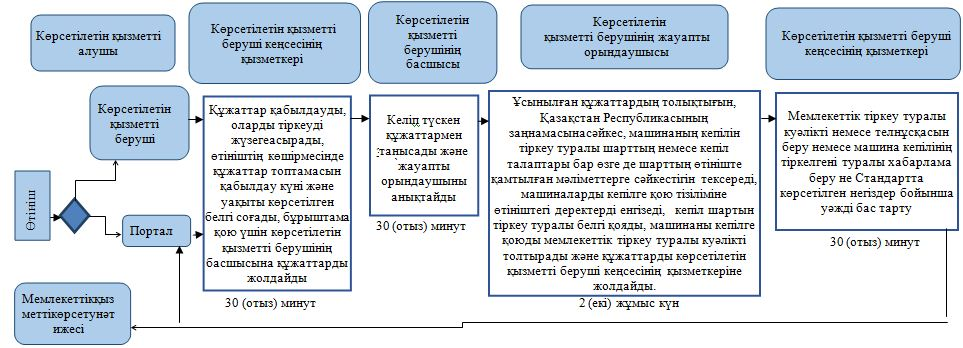 Көрсетілетін қызметті
алушы
Көрсетілетін қызметті
беруші кеңсесінің
қызметкері
Көрсетілетін
қызметті
берушінің
басшысы
Көрсетілетін
қызметті берушінің жауапты
орындаушысы
Көрсетілетін қызметті беруші
кеңсесінің қызметкері
Өтініш
Көрсетілетін
қызметті
беруші
Портал
Құжаттар қабылдауды,
оларды тіркеуді
жүзегеасырады,
өтініштің көшірмесінде
құжаттар топтамасын
қабылдау күні және
уақыты көрсетілген
белгі соғады, бұрыштама
қою үшін көрсетілетін
қызметті берушінің
басшысына құжаттарды
жолдайды
30 (отыз) минут
Келіп түскен
құжаттармен
танысады және
жауапты
орындаушыны
анықтайды
30 (отыз) минут
Ұсынылған құжаттардың толықтығын,
Қазақстан Республикасының
заңнамасынасәйкес, машинаның кепілін
тіркеу туралы шарттың немесе кепіл
талаптары бар өзге де шарттың өтініште
қамтылған мәліметтерге сәйкестігін тексереді,
машиналарды кепілге қою тізіліміне
өтініштегі деректерді енгізеді, кепіл шартын
тіркеу туралы белгі қояды, машинаны кепілге
қоюды мемлекеттік тіркеу туралы куәлікті
толтырады және құжаттарды көрсетілетін
қызметті беруші кеңсесінің қызметкеріне
жолдайды.
2 (екі) жұмыс күн
Мемлекеттік тіркеу туралы
куәлікті немесе телнұсқасын
беру немесе машина кепілінің
тіркелгені туралы хабарлама
беру не Стандартта
көрсетілген негіздер бойынша
уәжді бас тарту
30 (отыз) минут
Мемлекеттікқыз
меттікөрсетунәт
ижесі